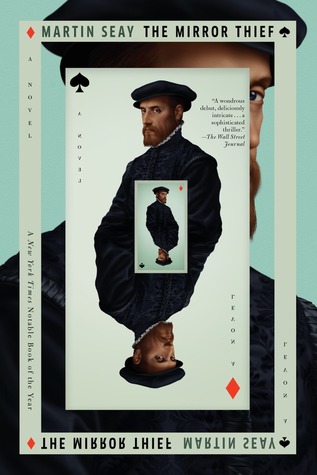 MARTIN SEAY THE MIRROR THIEF
A NOVEL
A NOVEL
"A wondrous
debut, deliciously
intricate . . . a
sophisticated
thriller."
—The Wall Street
Journal
A New York Times Notable Book of the Year
A NOVEL
A NOVEL
THE MIRROR THIEF MARTIN SEAY